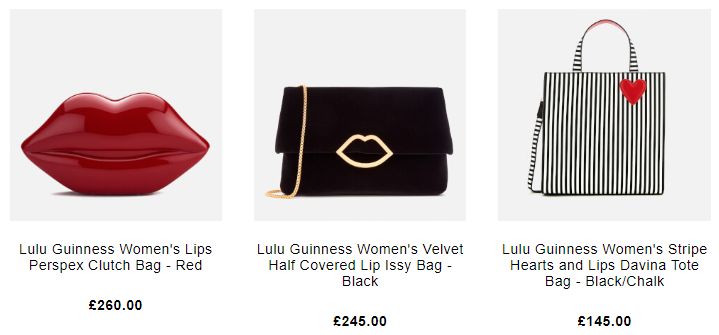 Lulu Guinness Women's Lips
Perspex Clutch Bag - Red
£260.00
Lulu Guinness Women's Velvet
Half Covered Lip Issy Bag -
Black
£245.00
Lulu Guinness Women's Stripe
Hearts and Lips Davina Tote
Bag - Black/Chalk
£145.00